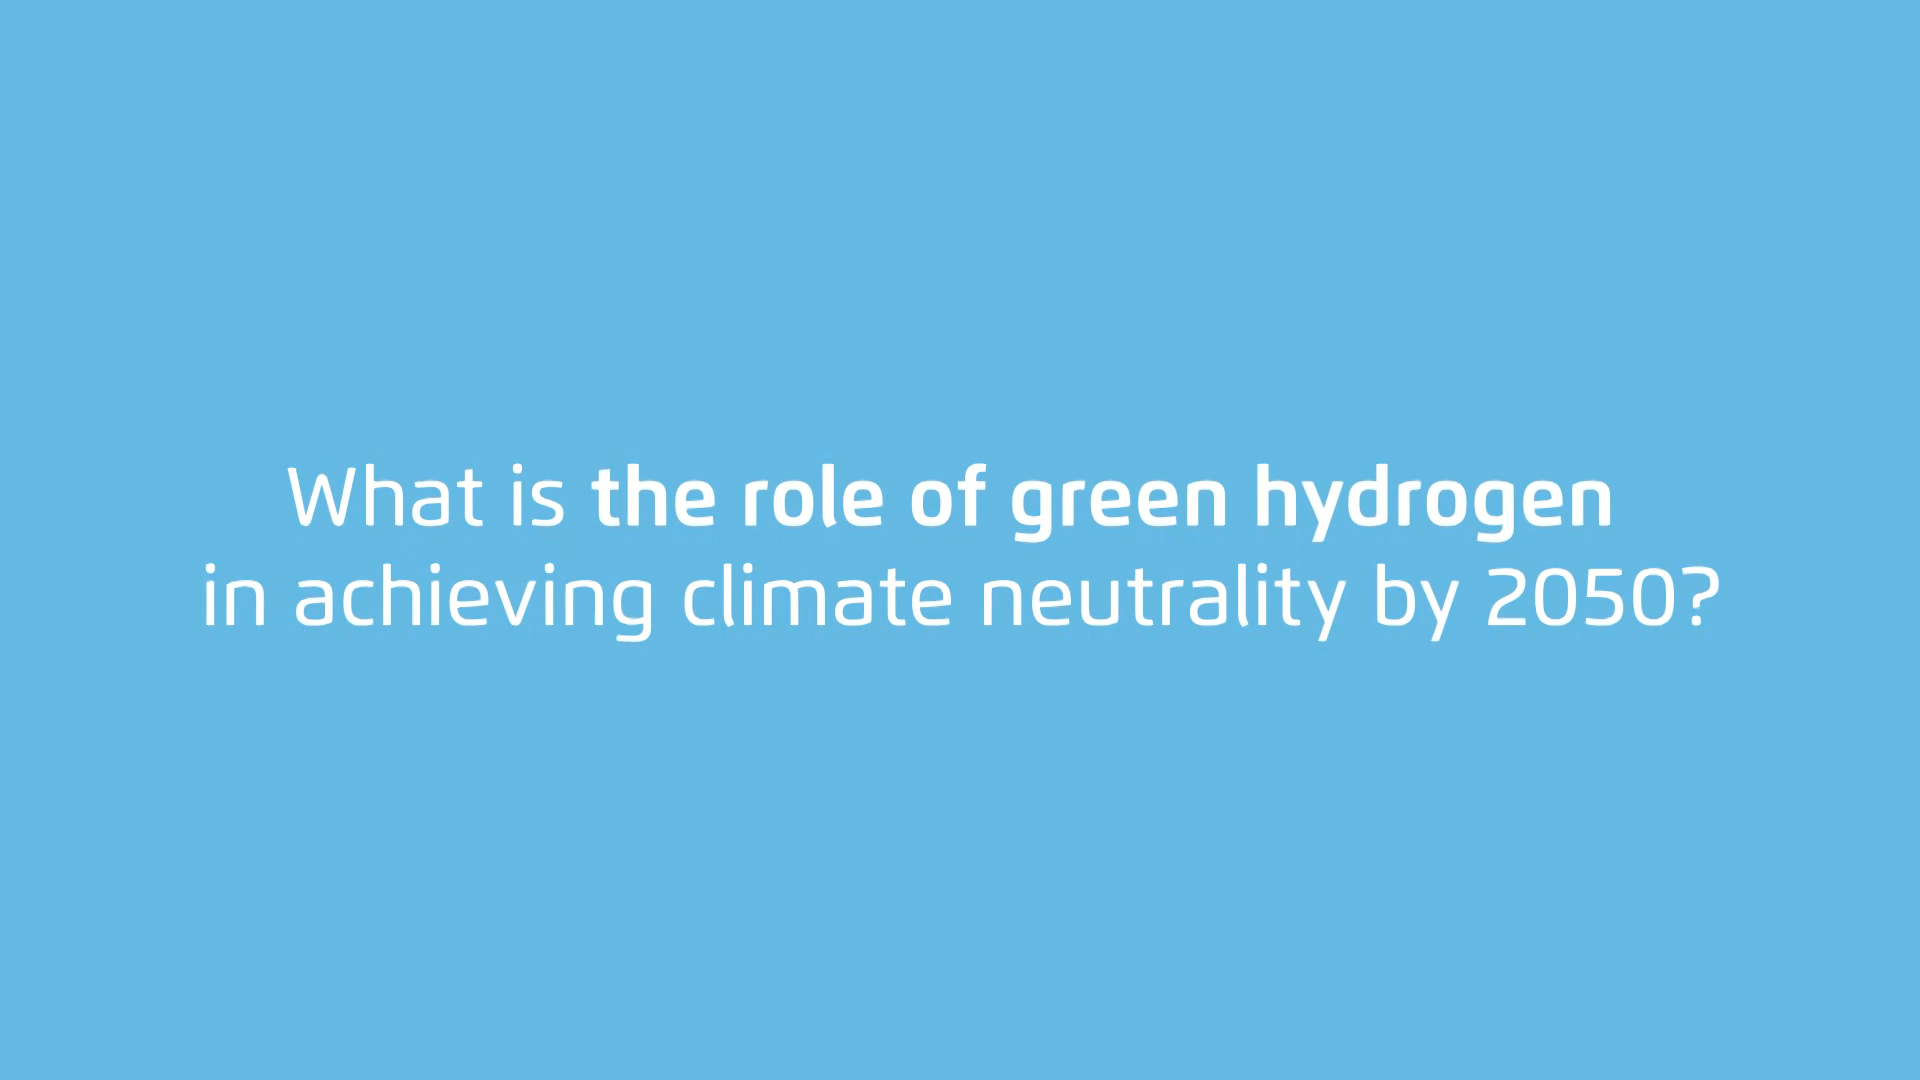 What is the role of green hydrogen
in achieving climate neutrality by 2050?